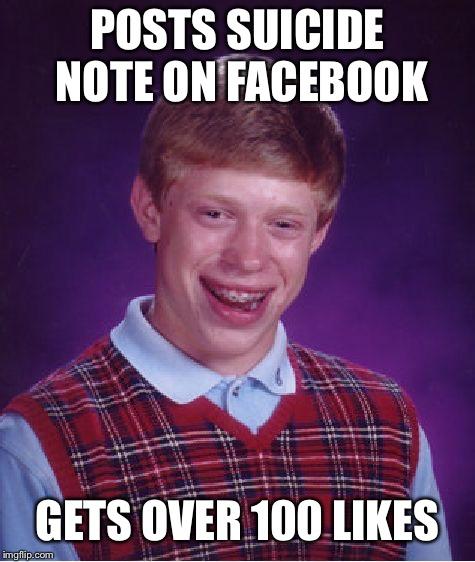 POSTS SUICIDE
NOTE ON FACEBOOK
GETS OVER 100 LIKES
imgflip.com